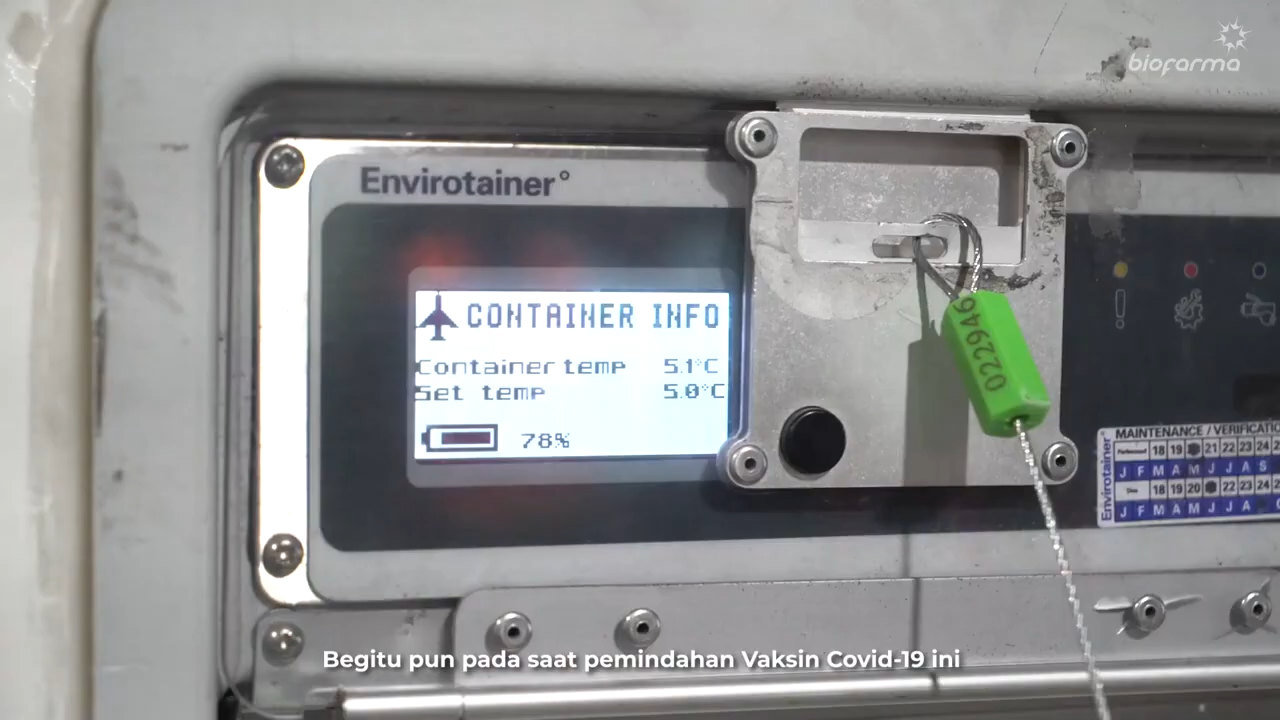 biofarma
Envirotainer°
CONTAINER INFO
Container temp 5.1°C
Set temp 5.0°C
78%
022946
MAINTENANCE / VERIFICATIO
Envirotainer°
18 19 21 22 23 24
J F M A M J J A S
18 19 20 22 23 24
J F M A M J J A
Begitu pun pada saat pemindahan Vaksin Covid-19 ini